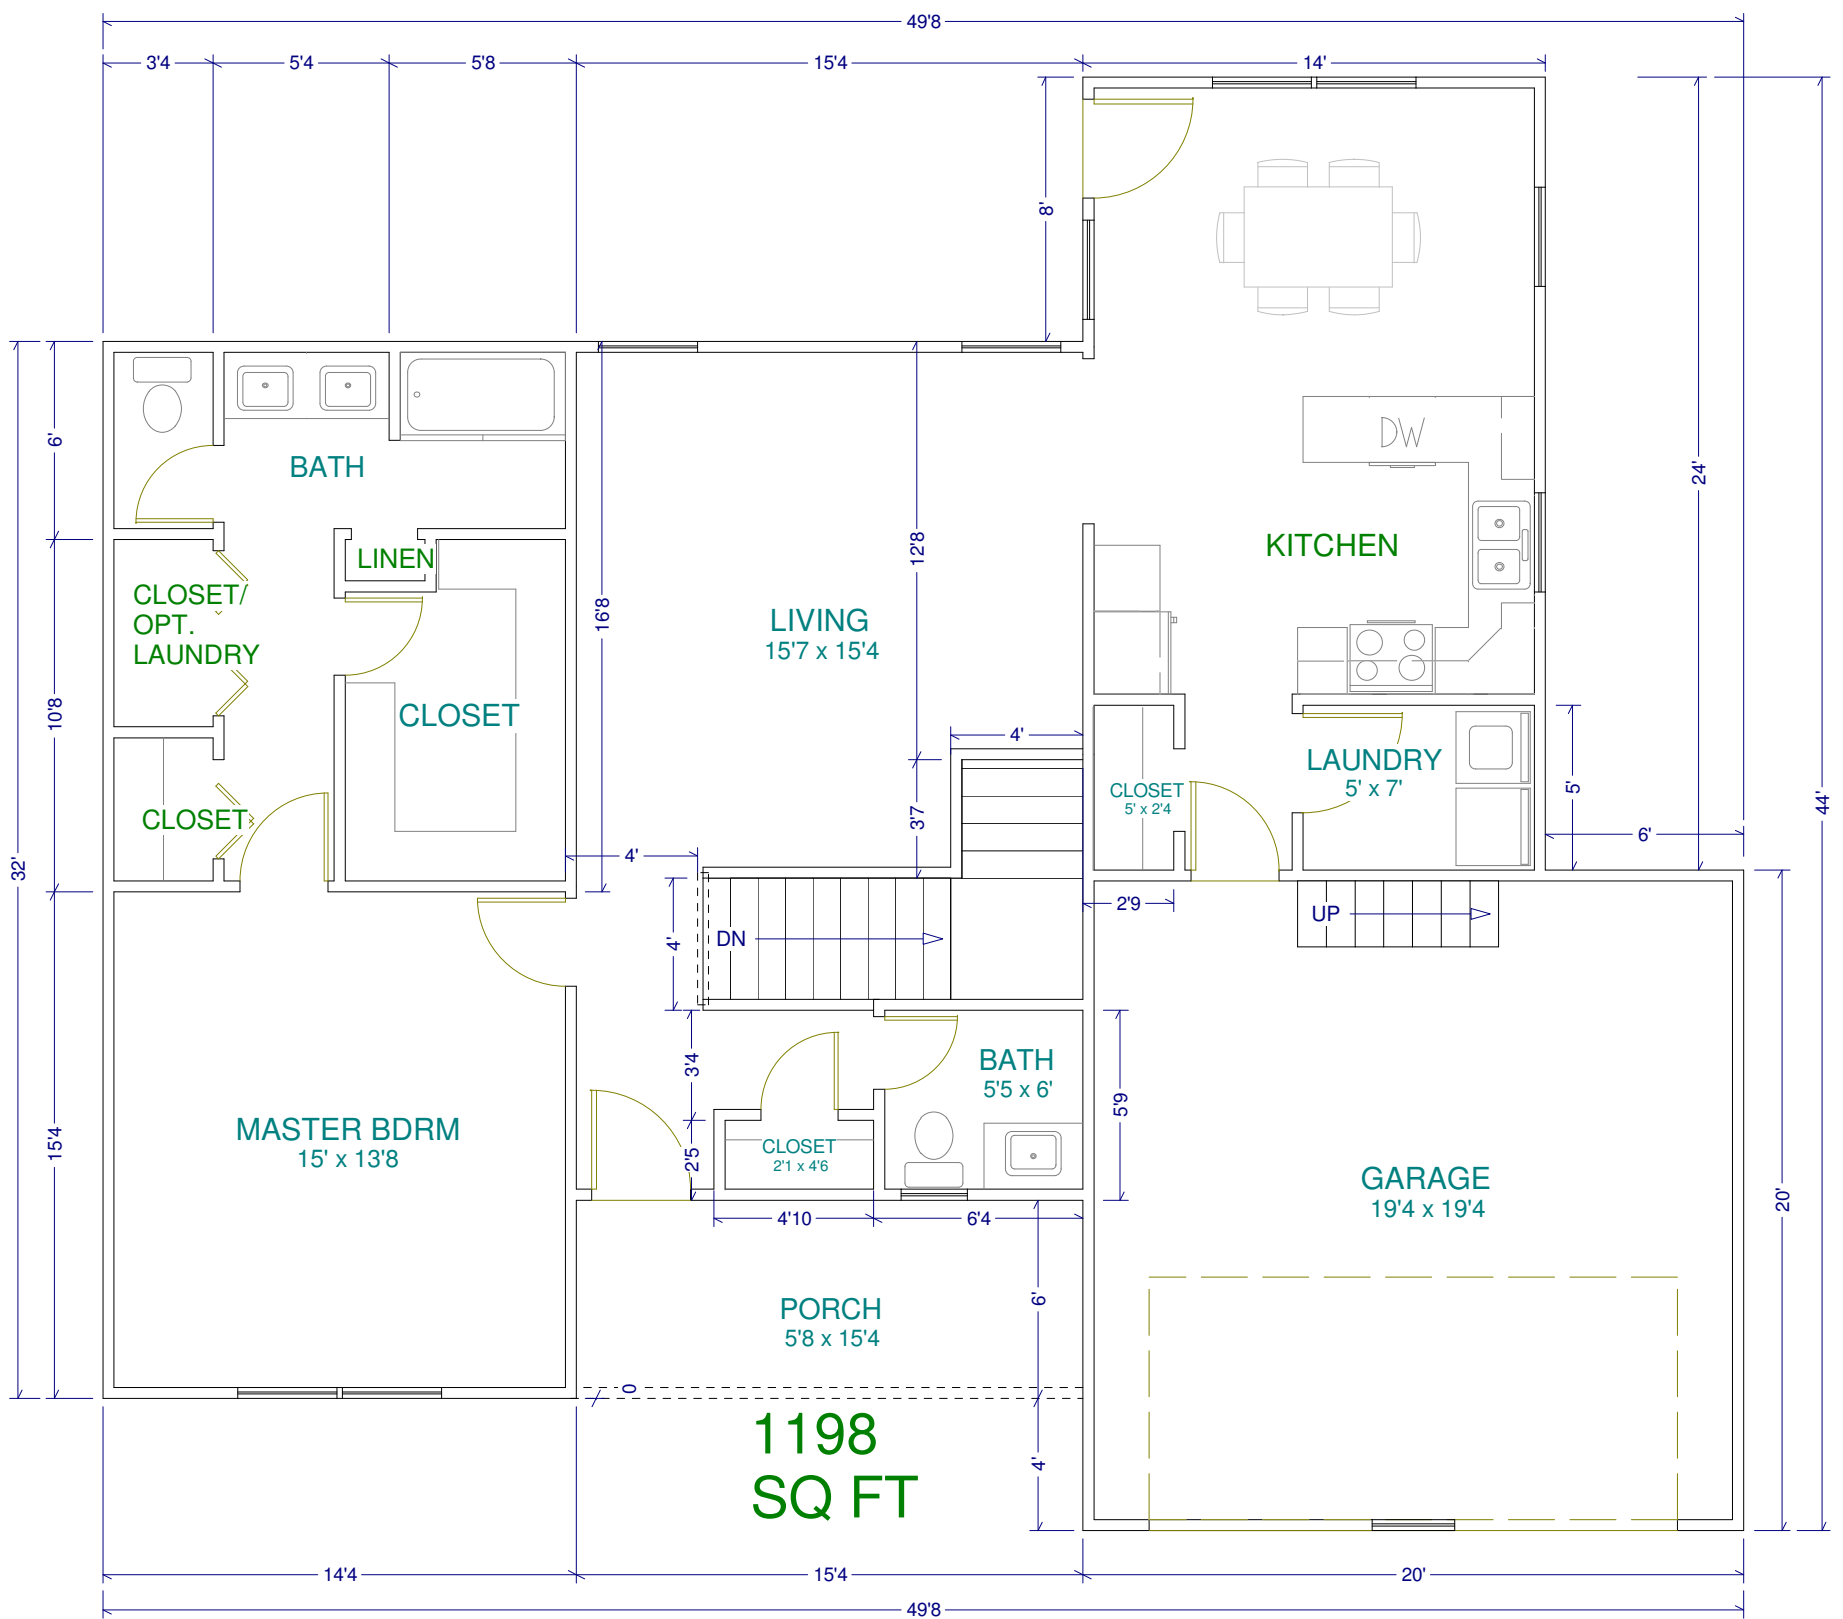 49'8
3'4
5'4
5'8
15'4
14'
8'
24'
44'
6'
BATH
DW
KITCHEN
LINEN
12'8
CLOSET/
OPT.
LAUNDRY
16'8
LIVING
15'7 x 15'4
10'8
CLOSET
4'
LAUNDRY
5' x 7'
CLOSET
5' x 2'4
5'
CLOSET
3'7
6'
32'
4'
2'9
UP
DN
4'
3'4
BATH
5'5 x 6'
5'9
MASTER BDRM
15' x 13'8
15'4
CLOSET
2'1 x 4'6
2'5
GARAGE
19'4 x 19'4
20'
4'10
6'4
PORCH
5'8 x 15'4
6'
0
1198
SQ FT
4'
14'4
15'4
20'
49'8